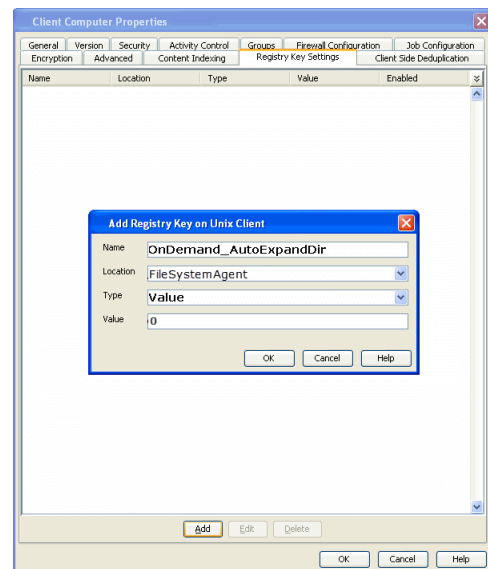 Client Computer Properties
General Version Security Activity Control Groups Firewall Configuration Job Configuration
Encryption Advanced Content Indexing Registry Key Settings Client Side Deduplication
Name Location Type Value Enabled
Add Registry Key on Unix Client
Name OnDemand_AutoExpandDir
Location FileSystemAgent
Type Value
Value 0
OK Cancel Help
Add Edit Delete
OK Cancel Help